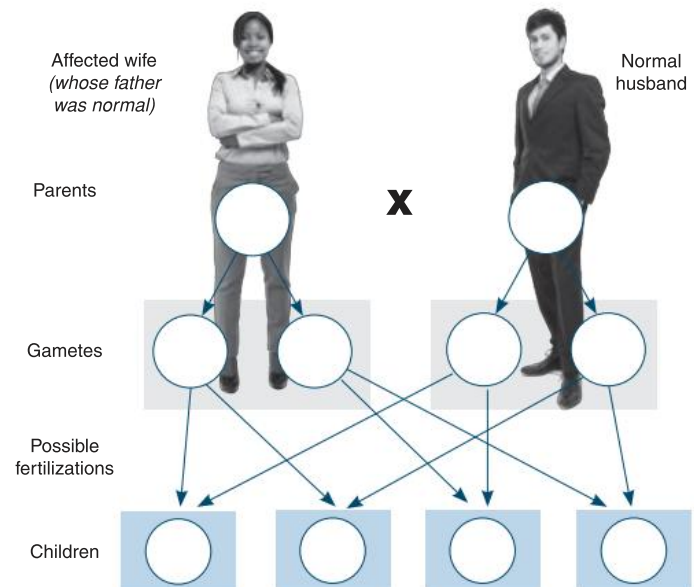 Affected wife
(whose father
was normal)
Normal
husband
Parents
X
Gametes
Possible
fertilizations
Children